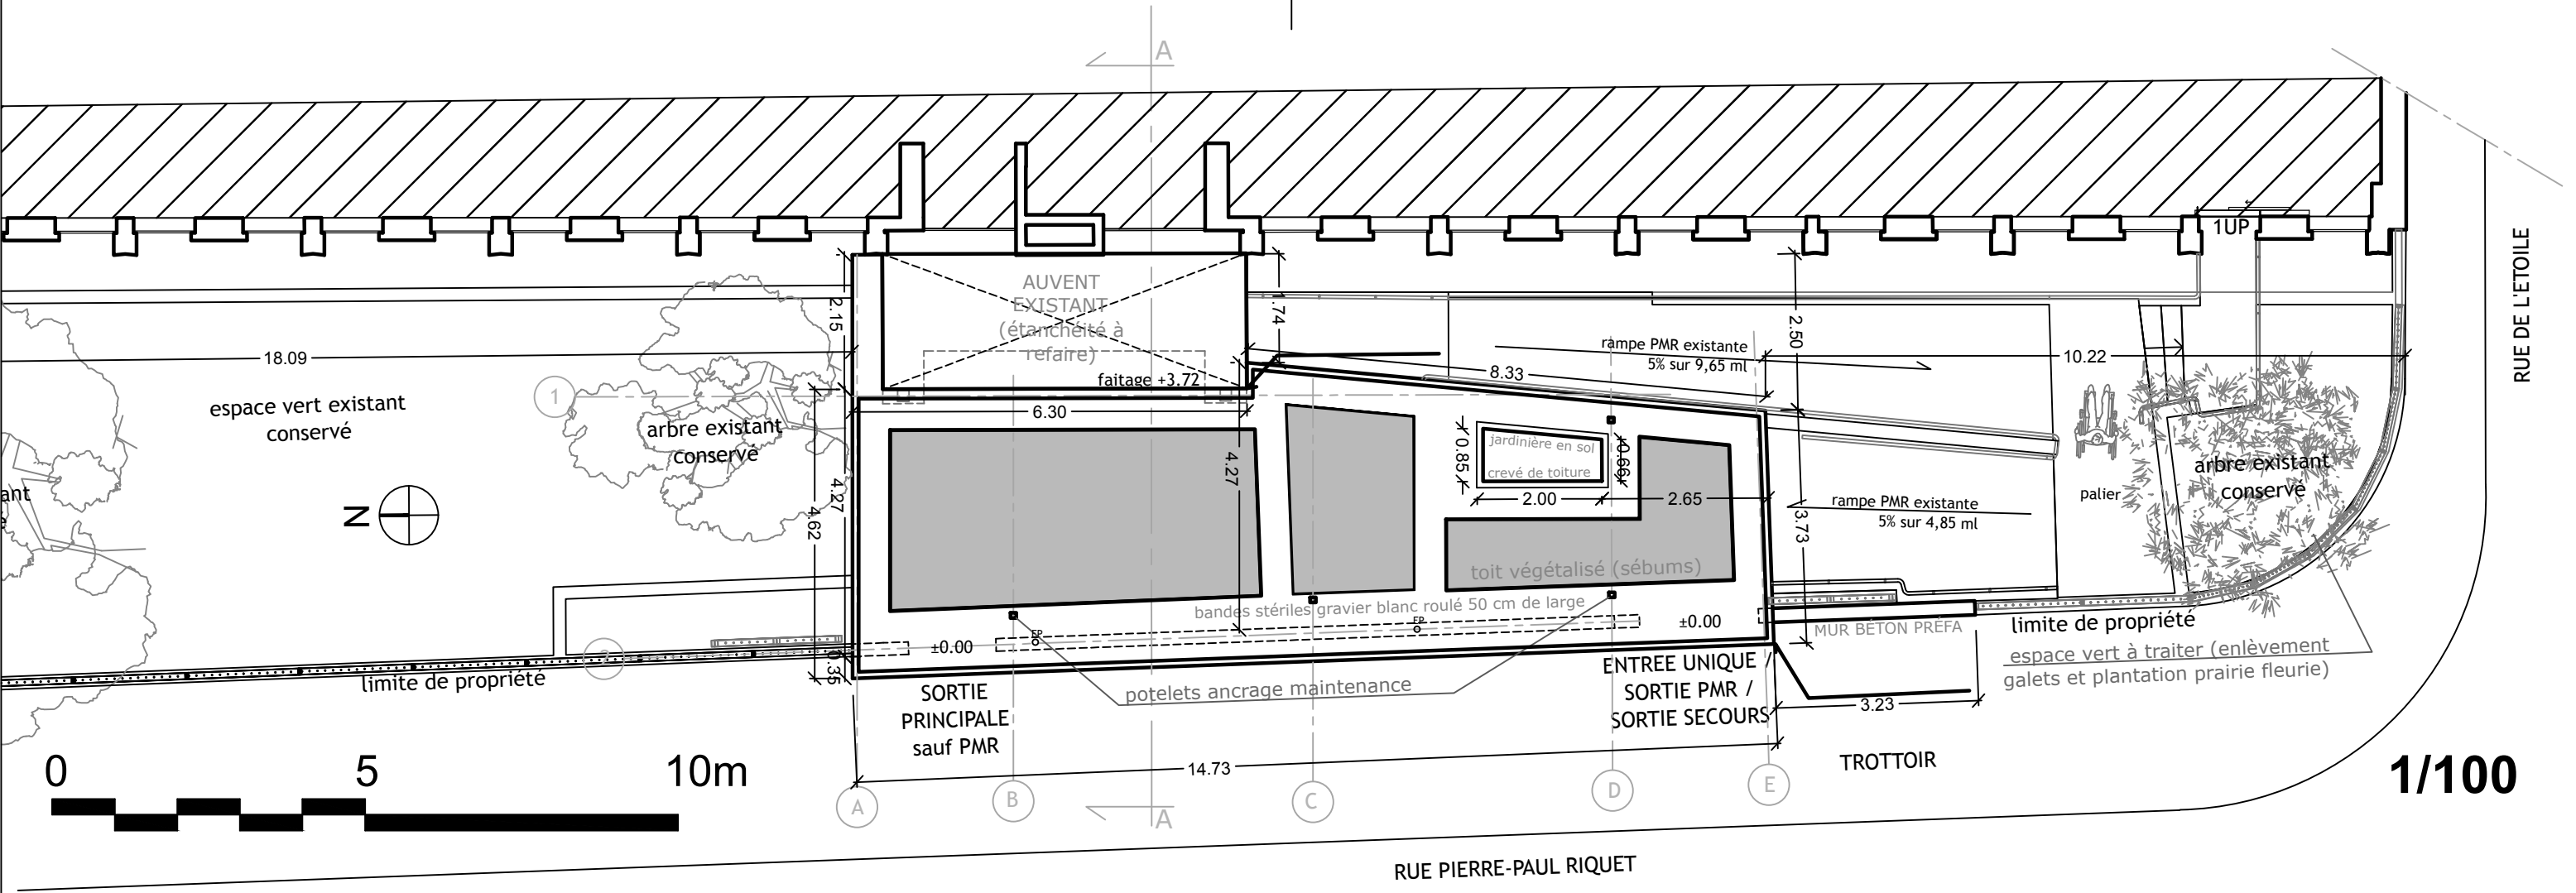 A
1UP
RUE DE L'ETOILE
AUVENT
EXISTANT
(étanchéité à
refaire)
2.15
1.74
2.50
18.09
rampe PMR existante
5% sur 9,65 ml
10.22
8.33
faitage +3.72
1
6.30
espace vert existant
conservé
arbre existant
conservé
4.27
4.62
4.27
0.85
jardinière en sol
crevé de toiture
0.66
2.00
2.65
arbre existant
conservé
palier
rampe PMR existante
5% sur 4,85 ml
3.73
ant
N
toit végétalisé (sébums)
bandes stériles gravier blanc roulé 50 cm de large
EP
EP
±0.00
±0.00
MUR BÉTON PRÉFA
limite de propriété
2
0.35
limite de propriété
espace vert à traiter (enlèvement
galets et plantation prairie fleurie)
SORTIE
PRINCIPALE
sauf PMR
potelets ancrage maintenance
ENTREE UNIQUE /
SORTIE PMR /
SORTIE SECOURS
3.23
14.73
TROTTOIR
0 5 10m
1/100
A
B
C
D
E
A
RUE PIERRE-PAUL RIQUET